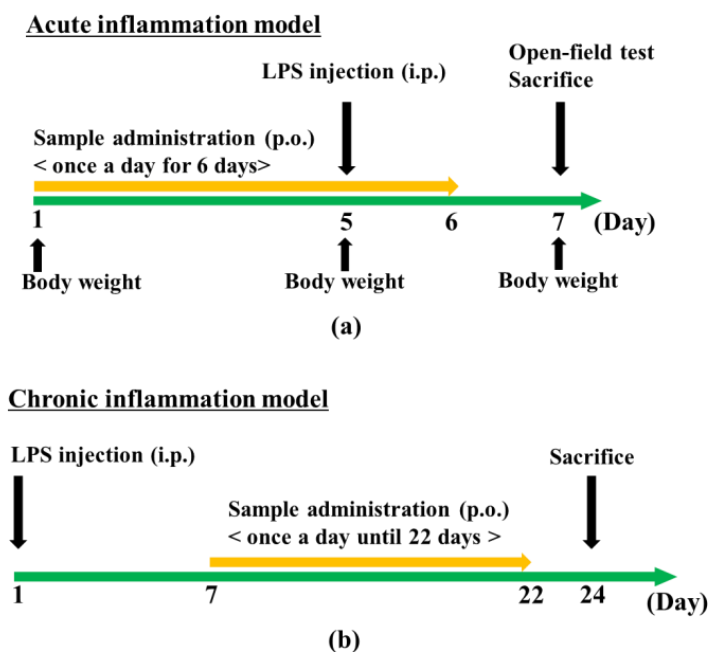 Acute inflammation model
LPS injection (i.p.)
Open-field test
Sacrifice
Sample administration (p.o.)
< once a day for 6 days>
1 5 6 7 (Day)
Body weight Body weight Body weight
(a)
Chronic inflammation model
LPS injection (i.p.)
Sacrifice
Sample administration (p.o.)
< once a day until 22 days >
1 7 22 24 (Day)
(b)